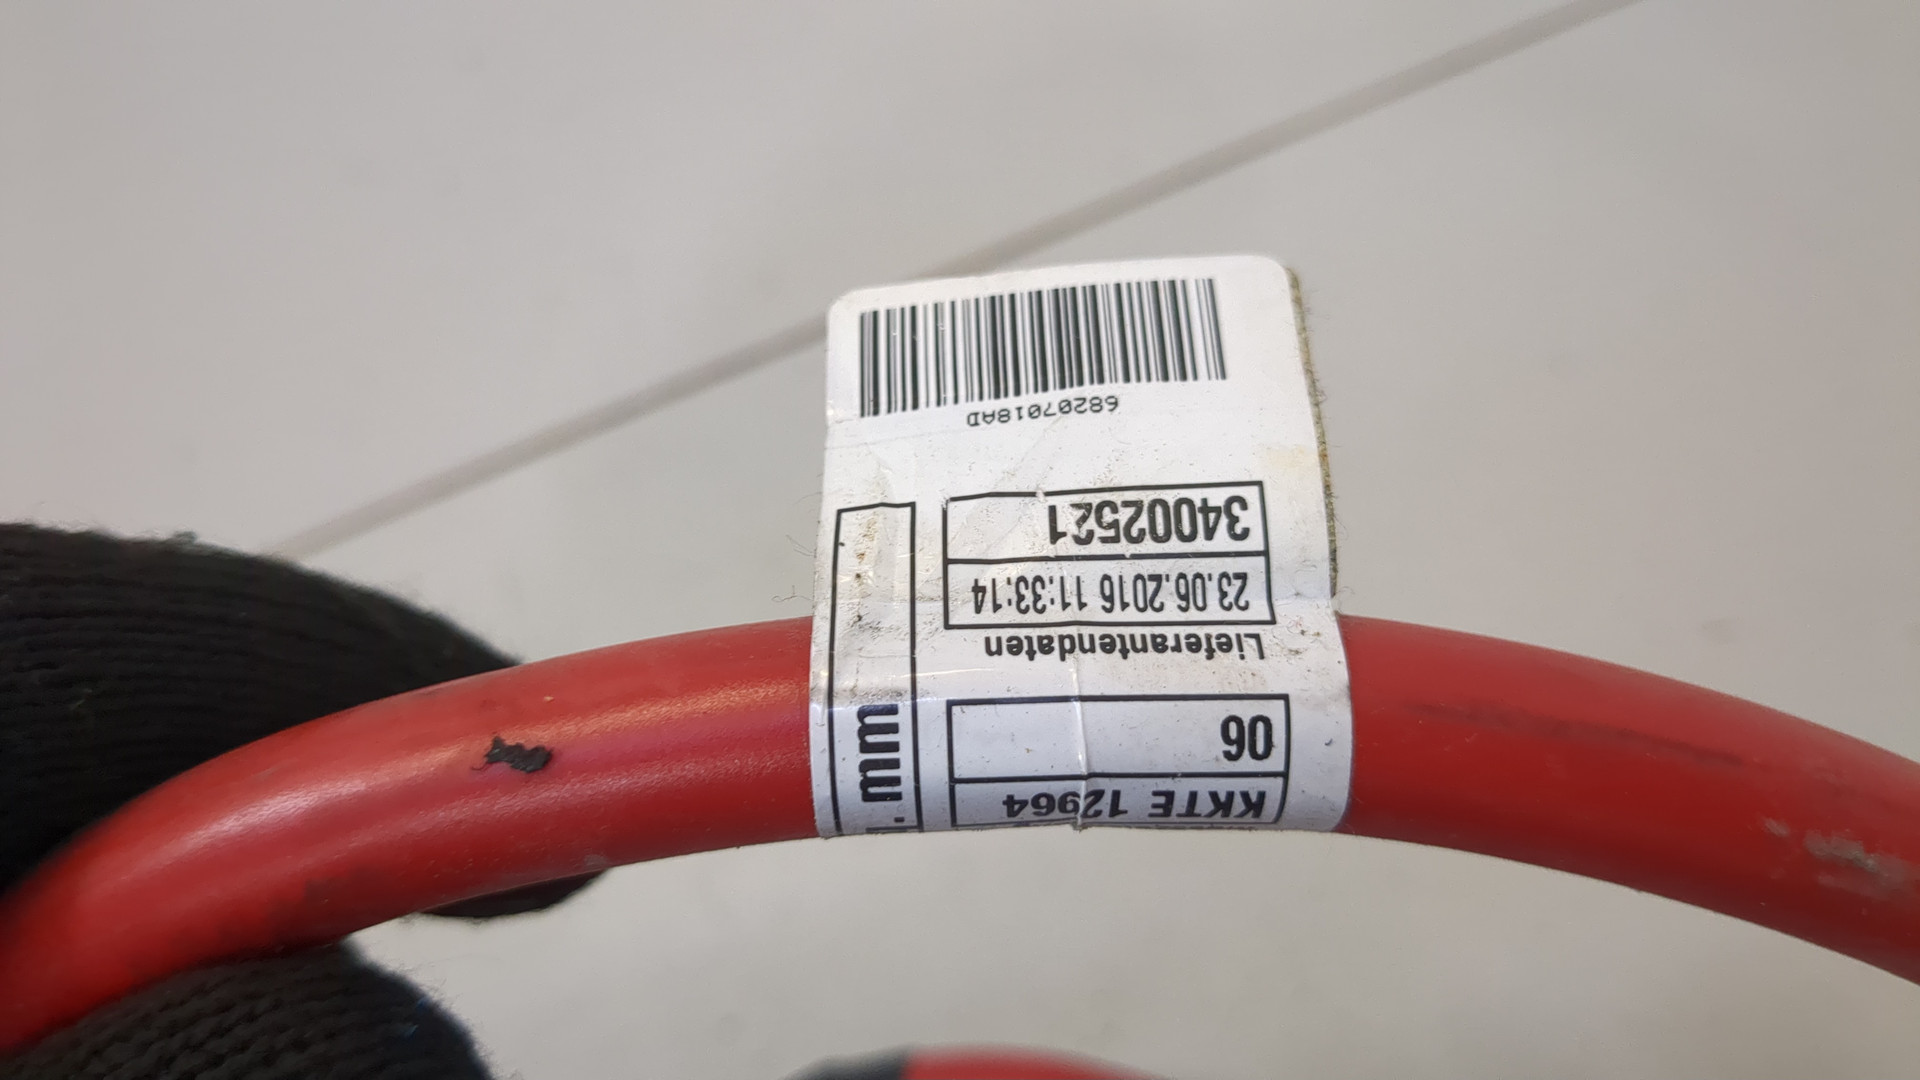 KKTE 12964
06
Lieferantendaten
23.06.2016 11:33:14
34002521
68207018AD
mm